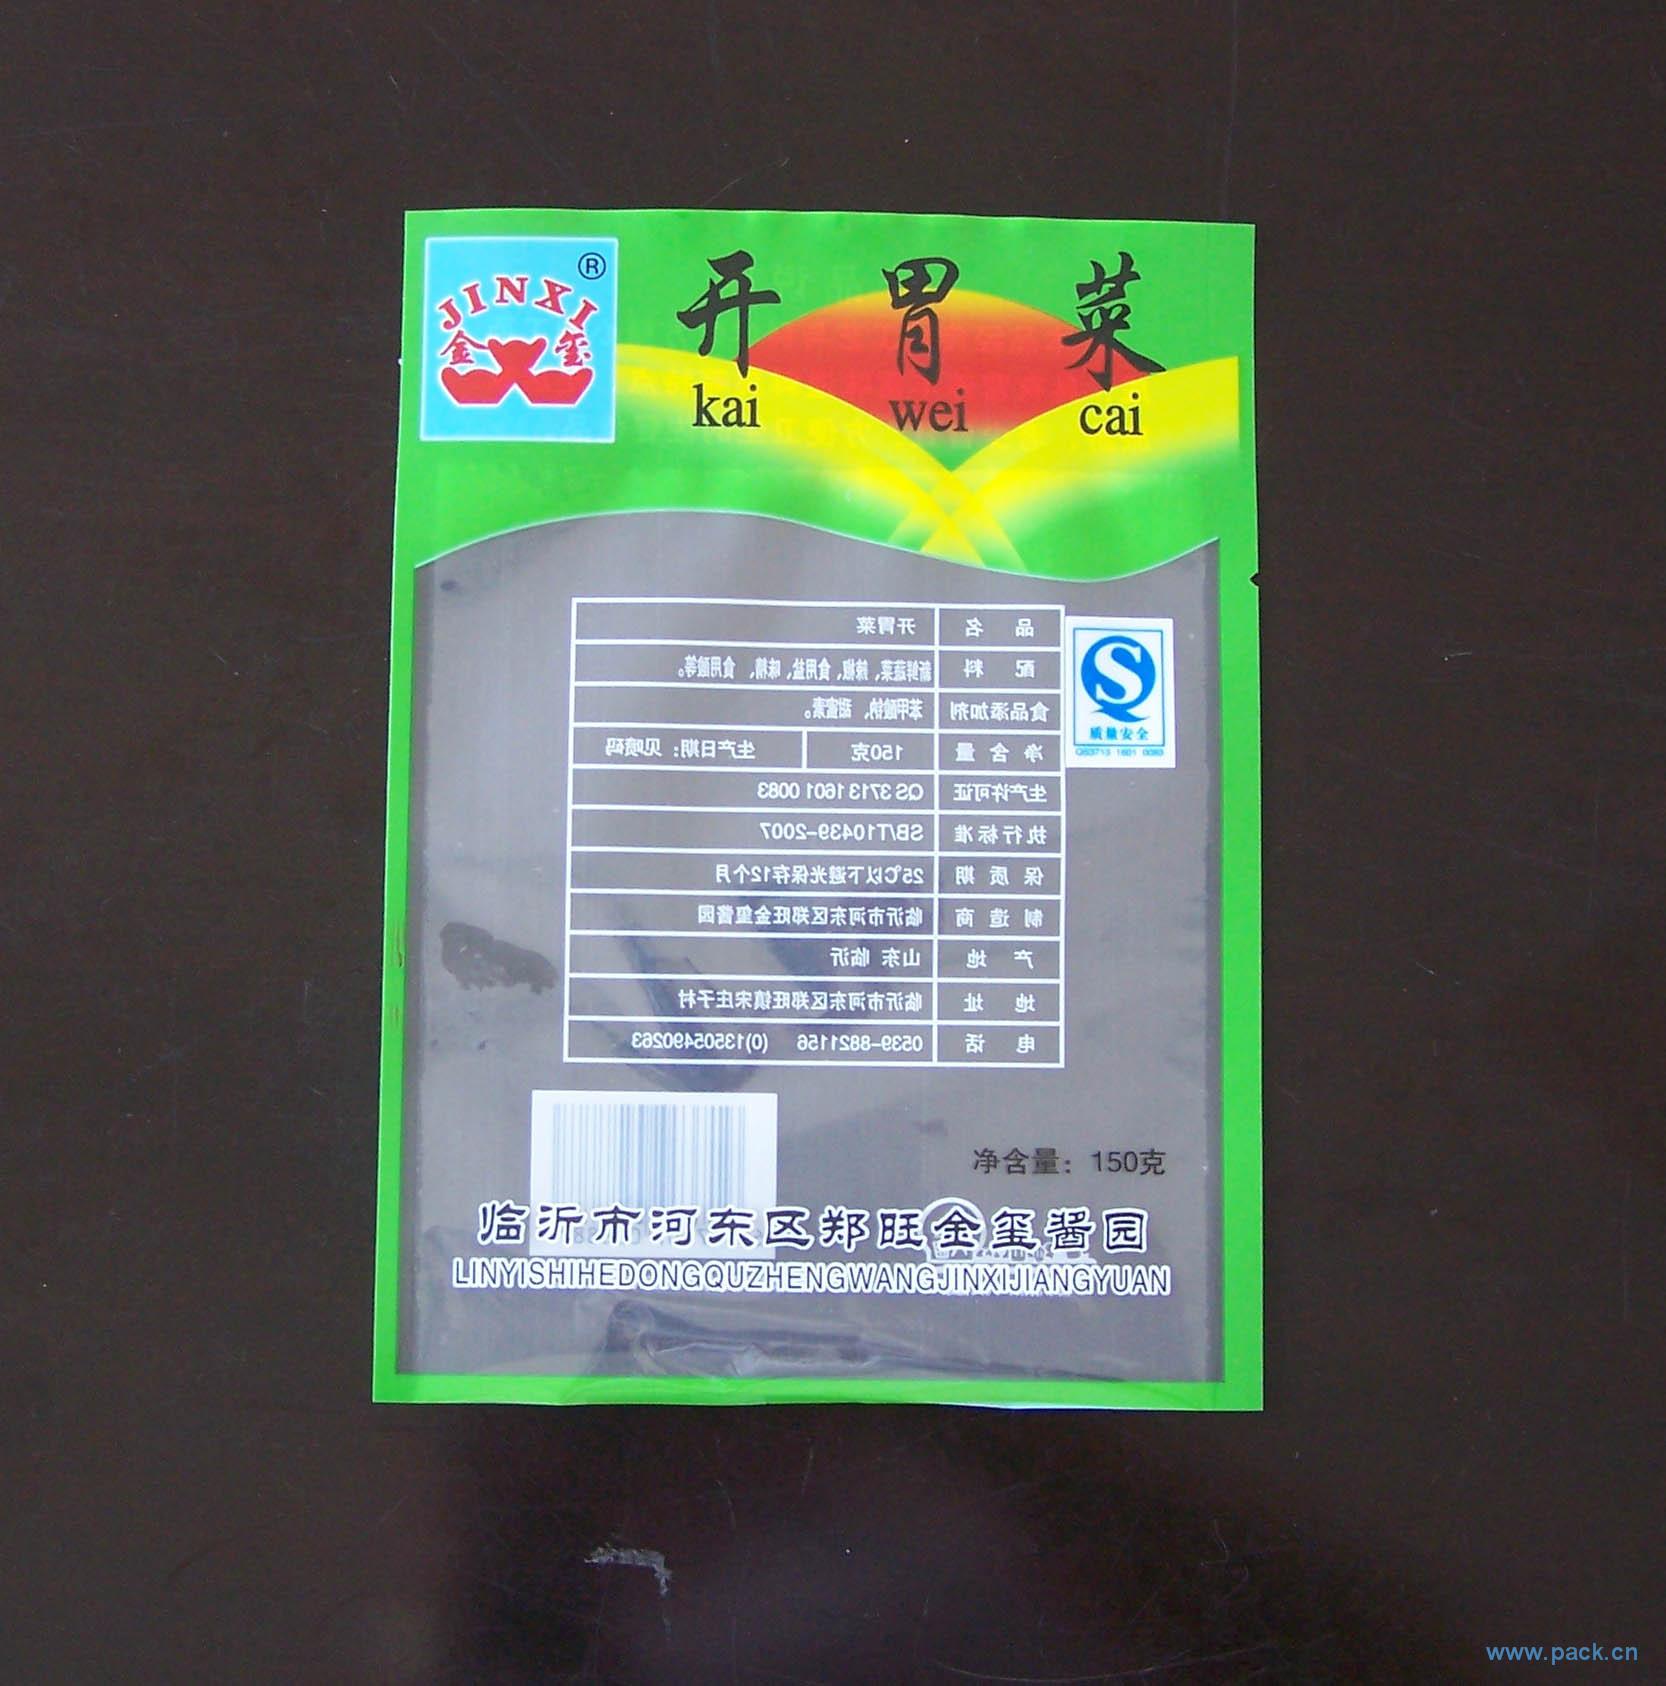 JINXI ®
金玺
开胃菜
kai wei cai
品名 开胃菜
配料 新鲜蔬菜、辣椒、食用盐、味精、食用酸等。
食品添加剂 苯甲酸钠、甜蜜素。
净含量 150克 生产日期：见喷码
生产许可证 QS 3713 1601 0083
执行标准 SB/T10439-2007
保质期 25℃以下避光保存12个月
制造商 临沂市河东区郑旺金玺酱园
产地 山东 临沂
地址 临沂市河东区郑旺镇宋庄子村
电话 0539-8821156 (0)13505490263
质量安全
QS3713 1601 0083
净含量：150克
临沂市河东区郑旺金玺酱园
LINYISHIHEDONGQUZHENGWANGJINXIJIANGYUAN
www.pack.cn